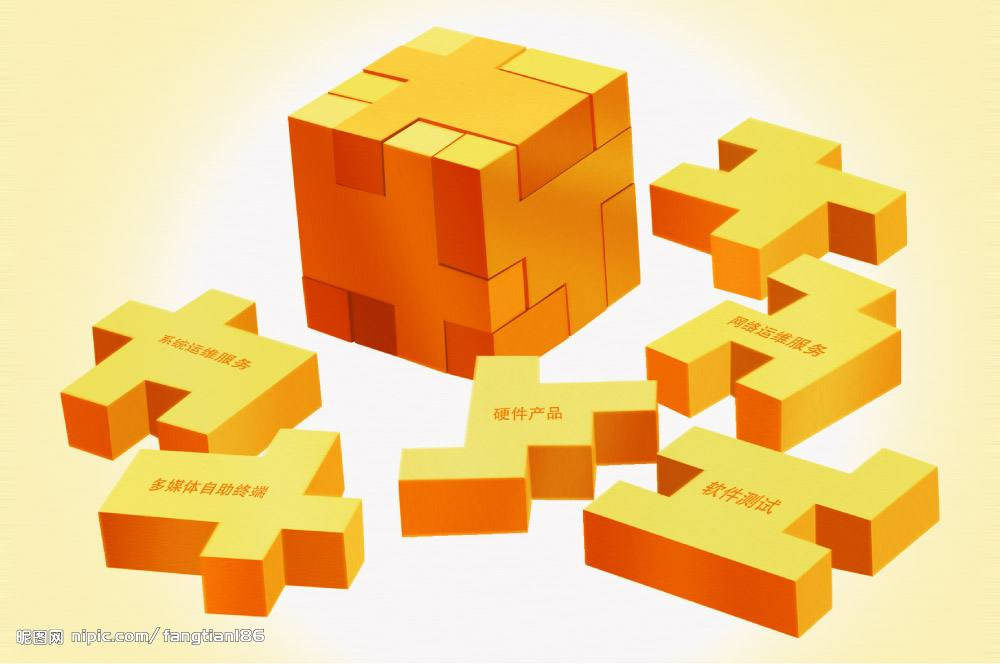 网络运维服务
系统运维服务
硬件产品
多媒体自助终端
软件测试
昵图网 nipic.com/fangtianl86